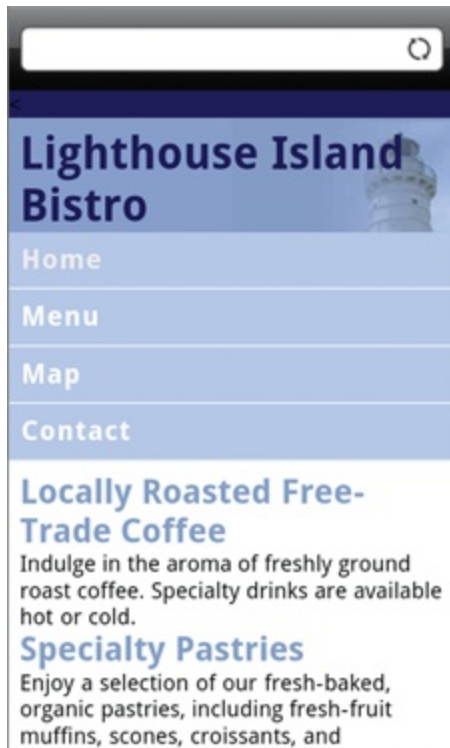 <
Lighthouse Island
Bistro
Home
Menu
Map
Contact
Locally Roasted Free-
Trade Coffee
Indulge in the aroma of freshly ground
roast coffee. Specialty drinks are available
hot or cold.
Specialty Pastries
Enjoy a selection of our fresh-baked,
organic pastries, including fresh-fruit
muffins, scones, croissants, and